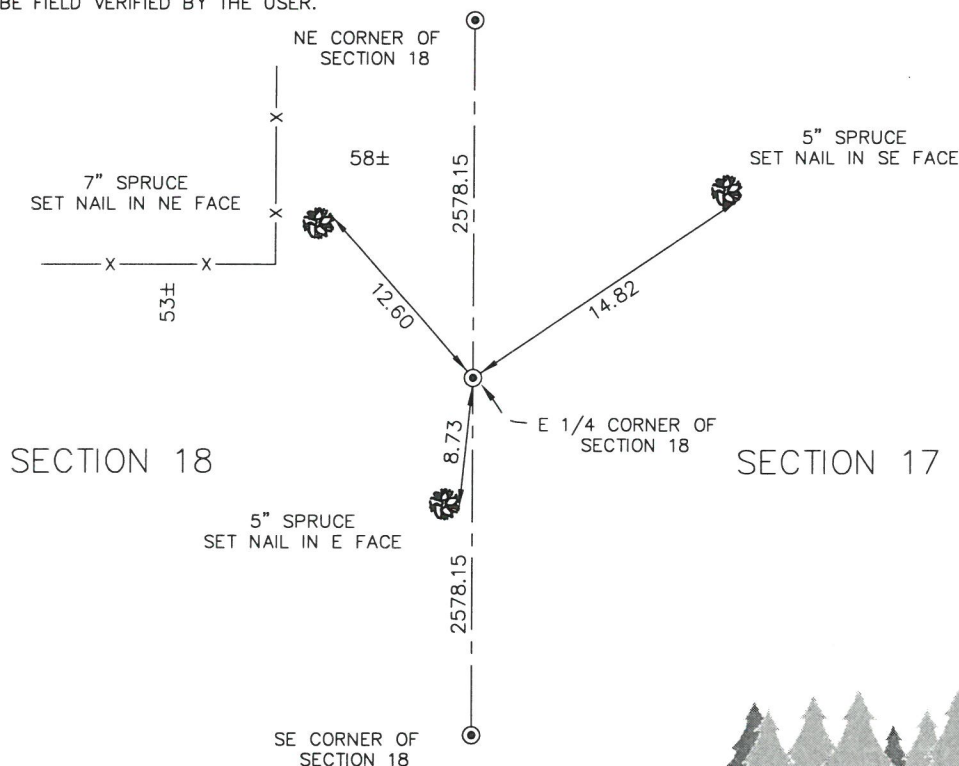 BE FIELD VERIFIED BY THE USER.
NE CORNER OF
SECTION 18
5" SPRUCE
SET NAIL IN SE FACE
58±
2578.15
7" SPRUCE
SET NAIL IN NE FACE
53±
12.60
14.82
E 1/4 CORNER OF
SECTION 18
8.73
SECTION 18
SECTION 17
5" SPRUCE
SET NAIL IN E FACE
2578.15
SE CORNER OF
SECTION 18